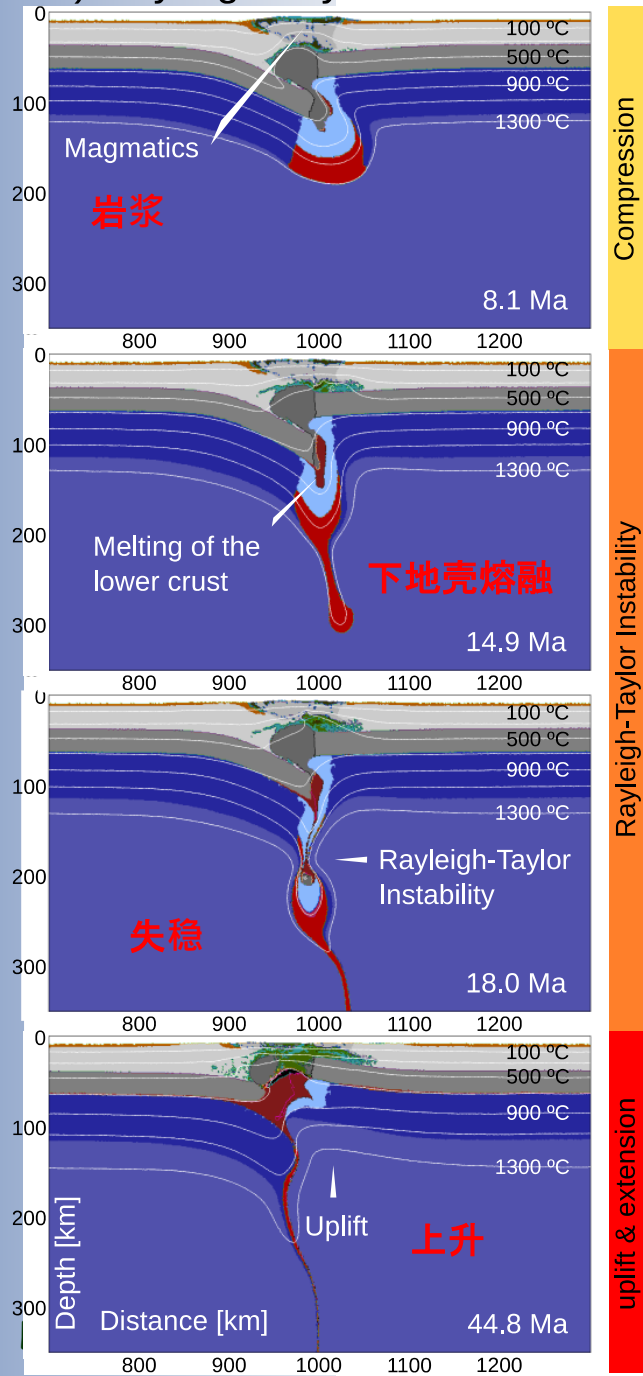 0
100
200
300
100 ºC
500 ºC
900 ºC
1300 ºC
Magmatics
岩浆
8.1 Ma
Compression
800 900 1000 1100 1200
0
100
200
300
100 ºC
500 ºC
900 ºC
1300 ºC
Melting of the
lower crust
下地壳熔融
14.9 Ma
Rayleigh-Taylor Instability
800 900 1000 1100 1200
0
100
200
300
100 ºC
500 ºC
900 ºC
1300 ºC
Rayleigh-Taylor
Instability
失稳
18.0 Ma
800 900 1000 1100 1200
0
100
200
300
100 ºC
500 ºC
900 ºC
1300 ºC
Uplift
上升
Depth [km]
Distance [km]
44.8 Ma
uplift & extension
800 900 1000 1100 1200